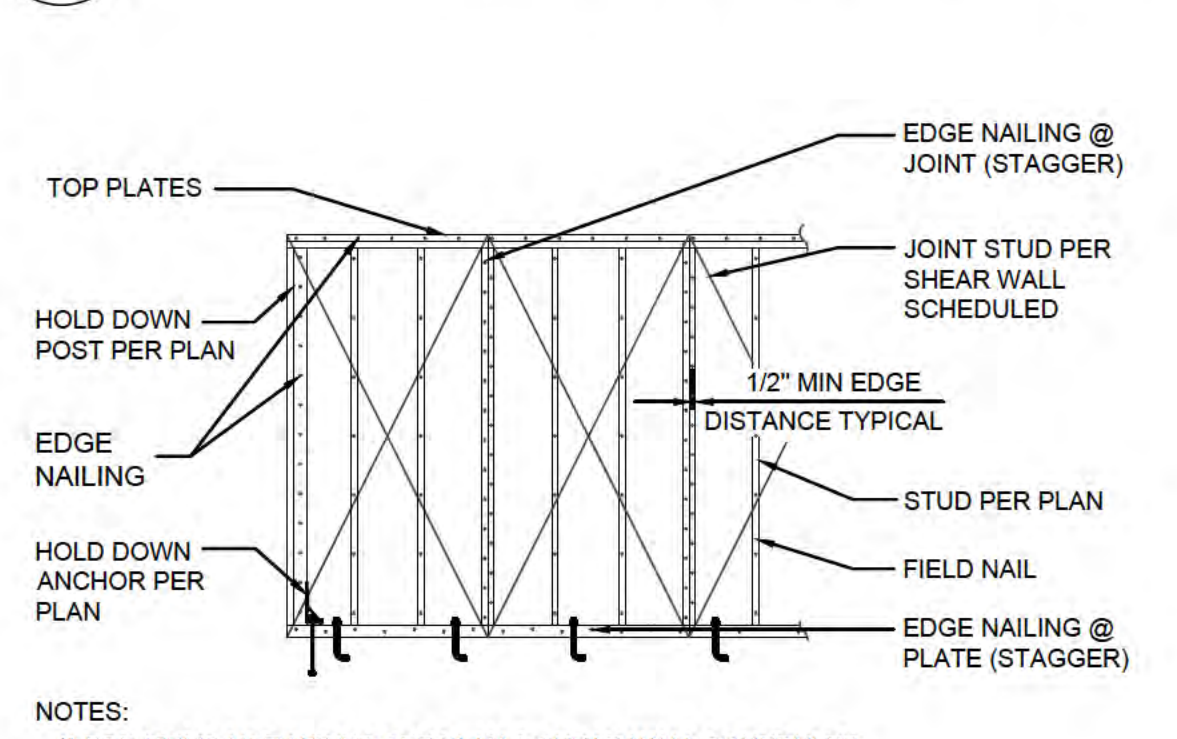 TOP PLATES
HOLD DOWN
POST PER PLAN
EDGE
NAILING
HOLD DOWN
ANCHOR PER
PLAN
EDGE NAILING @
JOINT (STAGGER)
JOINT STUD PER
SHEAR WALL
SCHEDULED
1/2" MIN EDGE
DISTANCE TYPICAL
STUD PER PLAN
FIELD NAIL
EDGE NAILING @
PLATE (STAGGER)
NOTES: